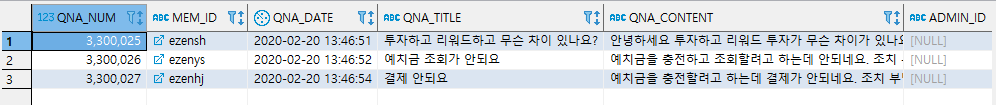 123 QNA_NUM ABC MEM_ID QNA_DATE ABC QNA_TITLE ABC QNA_CONTENT ABC ADMIN_ID
1 3,300,025 ezensh 2020-02-20 13:46:51 투자하고 리워드하고 무슨 차이 있나요? 안녕하세요 투자하고 리워드 투자가 무슨 차이가 있나요 [NULL]
2 3,300,026 ezenys 2020-02-20 13:46:52 예치금 조회가 안되요 예치금을 충전하고 조회할려고 하는데 안되네요. 조치 [NULL]
3 3,300,027 ezenhj 2020-02-20 13:46:54 결제 안되요 예치금을 충전할려고 하는데 결제가 안되네요. 조치 [NULL]